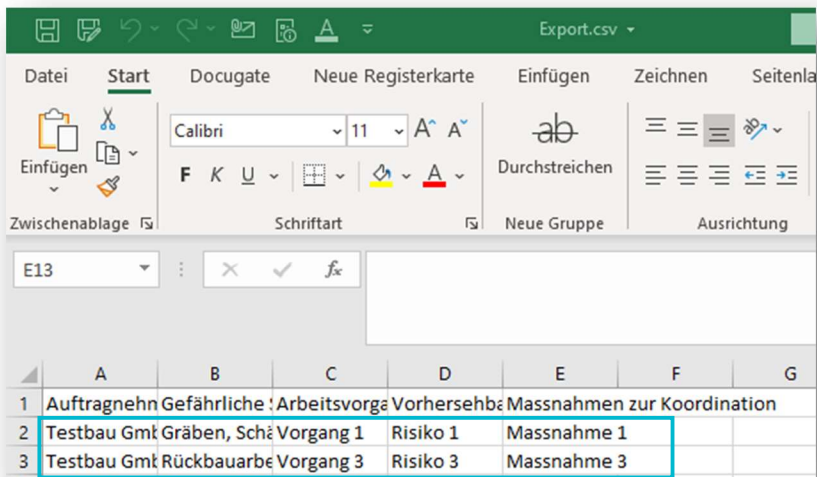 Export.csv
Datei Start Docugate Neue Registerkarte Einfügen Zeichnen Seitenla
Einfügen
Calibri 11 A A
ab
F K U A
Durchstreichen
Zwischenablage Schriftart Neue Gruppe Ausrichtung
E13 fx
A B C D E F G
1 Auftragnehn Gefährliche Arbeitsvorga Vorhersehba Massnahmen zur Koordination
2 Testbau Gmb Gräben, Schä Vorgang 1 Risiko 1 Massnahme 1
3 Testbau Gmb Rückbauarbe Vorgang 3 Risiko 3 Massnahme 3